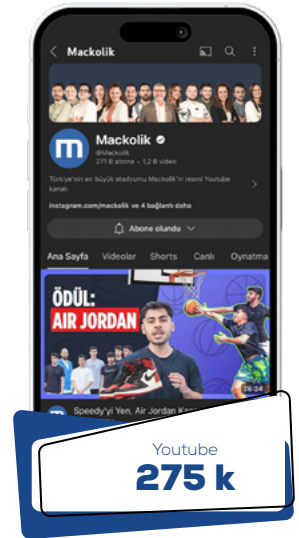 Mackolik
m
Mackolik
@Mackolik
271 B abone · 1,2 B video
Türkiye'nin en büyük stadyumu Mackolik'in resmi Youtube
kanalı.
instagram.com/mackolik ve 4 bağlantı daha
Abone olundu
Ana Sayfa Videolar Shorts Canlı Oynatma
ÖDÜL:
AIR JORDAN
26:24
Speedy'yi Yen, Air Jordan
Youtube
275 k